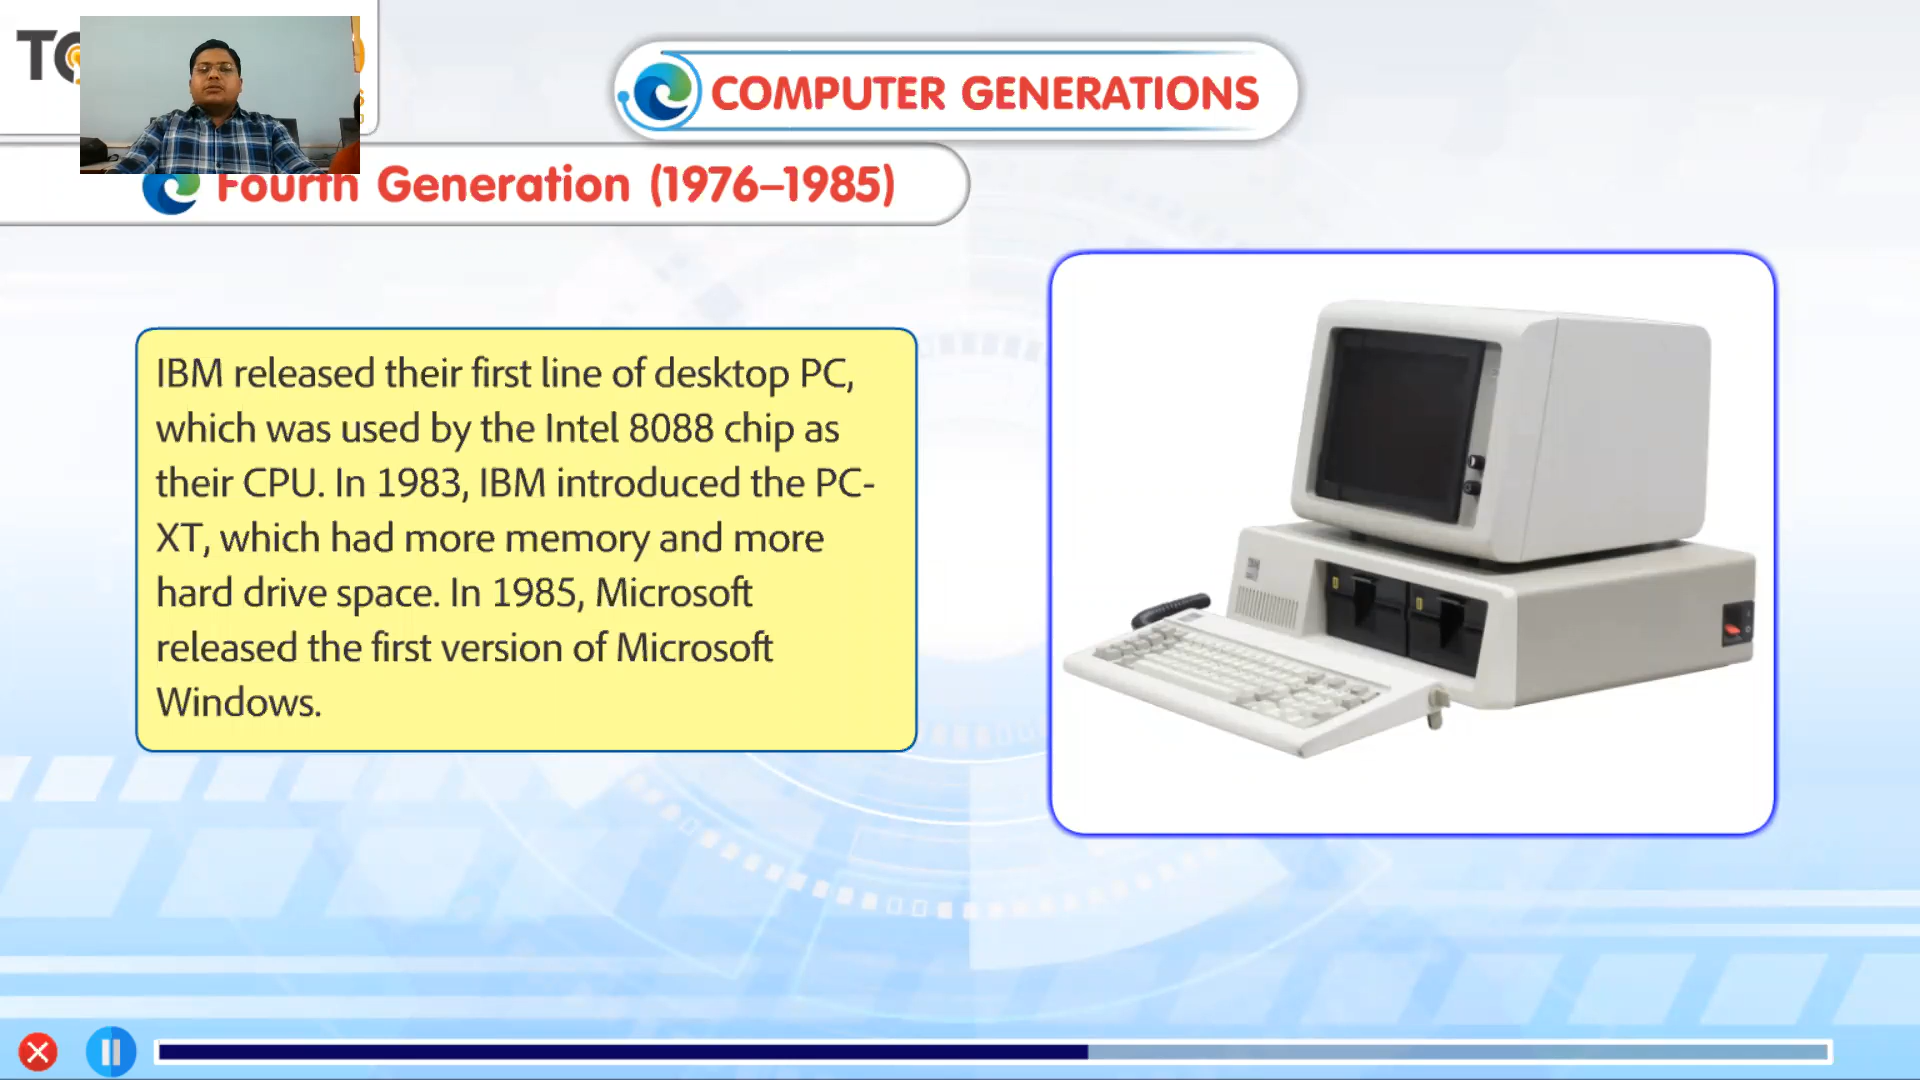 COMPUTER GENERATIONS
Fourth Generation (1976–1985)
IBM released their first line of desktop PC,
which was used by the Intel 8088 chip as
their CPU. In 1983, IBM introduced the PC-
XT, which had more memory and more
hard drive space. In 1985, Microsoft
released the first version of Microsoft
Windows.